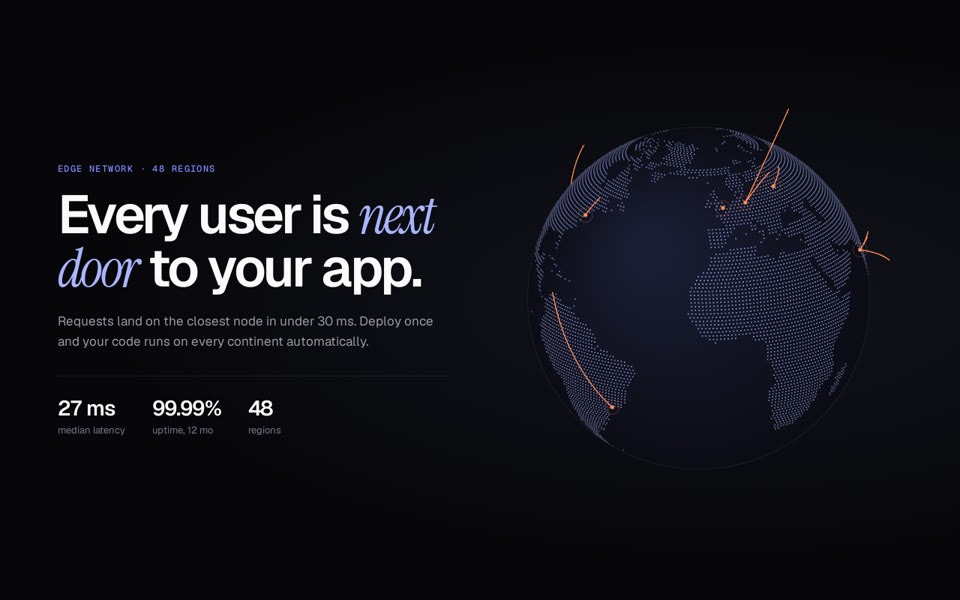 EDGE NETWORK · 48 REGIONS
Every user is next
door to your app.
Requests land on the closest node in under 30 ms. Deploy once
and your code runs on every continent automatically.
27 ms
median latency
99.99%
uptime, 12 mo
48
regions